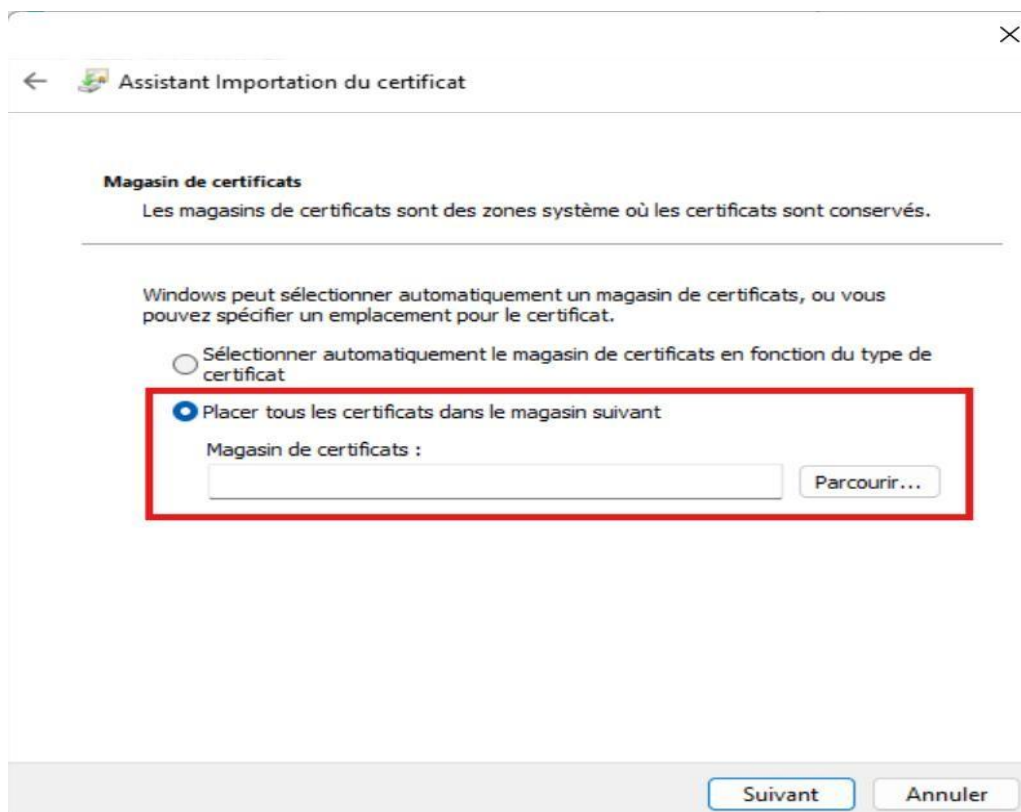 Assistant Importation du certificat
Magasin de certificats
Les magasins de certificats sont des zones système où les certificats sont conservés.
Windows peut sélectionner automatiquement un magasin de certificats, ou vous
pouvez spécifier un emplacement pour le certificat.
Sélectionner automatiquement le magasin de certificats en fonction du type de
certificat
Placer tous les certificats dans le magasin suivant
Magasin de certificats :
Parcourir...
Suivant
Annuler